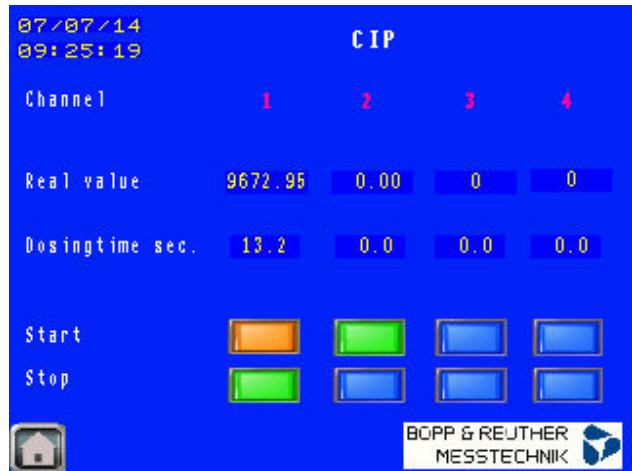 07/07/14
09:25:19
CIP
Channel 1 2 3 4
Real value 9672.95 0.00 0 0
Dosingtime sec. 13.2 0.0 0.0 0.0
Start
Stop
BOPP & REUTHER
MESSTECHNIK